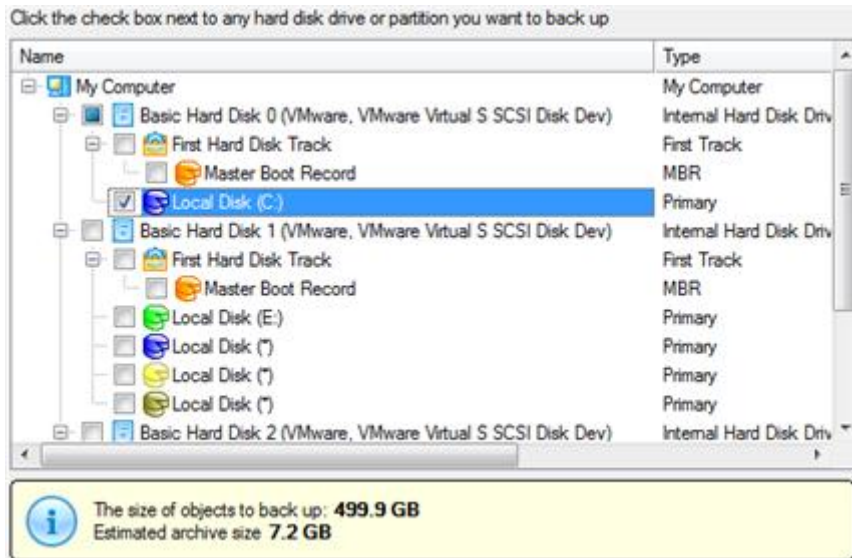 Click the check box next to any hard disk drive or partition you want to back up
Name Type
My Computer My Computer
Basic Hard Disk 0 (VMware, VMware Virtual S SCSI Disk Dev) Internal Hard Disk Driv
First Hard Disk Track First Track
Master Boot Record MBR
Local Disk (C:) Primary
Basic Hard Disk 1 (VMware, VMware Virtual S SCSI Disk Dev) Internal Hard Disk Driv
First Hard Disk Track First Track
Master Boot Record MBR
Local Disk (E:) Primary
Local Disk (*) Primary
Local Disk (*) Primary
Local Disk (*) Primary
Basic Hard Disk 2 (VMware, VMware Virtual S SCSI Disk Dev) Internal Hard Disk Driv
The size of objects to back up: 499.9 GB
Estimated archive size 7.2 GB